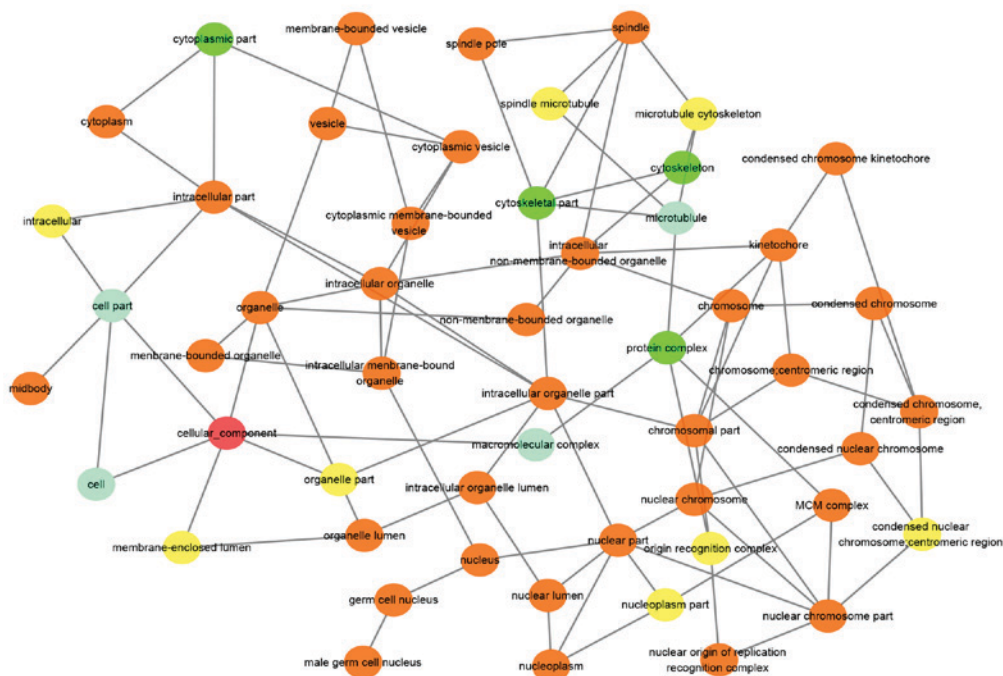 membrane-bounded vesicle
spindle
cytoplasmic part
spindle pole
spindle microtubule
microtubule cytoskeleton
cytoplasm
vesicle
cytoplasmic vesicle
condensed chromosome kinetochore
cytoskeleton
intracellular part
cytoskeletal part
intracellular
cytoplasmic membrane-bounded
vesicle
microtublule
intracellular
non-membrane-bounded organelle
kinetochore
intracellular organelle
cell part
organelle
chromosome
condensed chromosome
non-menbrane-bounded organelle
protein complex
menbrane-bounded organelle
intracellular menbrane-bound
organelle
chromosome;centromeric region
midbody
intracellular organelle part
condensed chromosome,
centromeric region
cellular_component
macromolecular complex
chromosomal part
condensed nuclear chromosome
cell
organelle part
intracellular organelle lumen
nuclear chromosome
MCM complex
membrane-enclosed lumen
organelle lumen
nuclear part
origin recognition complex
condensed nuclear
chromosome;centromeric region
nucleus
germ cell nucleus
nuclear lumen
nucleoplasm part
nuclear chromosome part
male germ cell nucleus
nucleoplasm
nuclear origin of replication
recognition complex